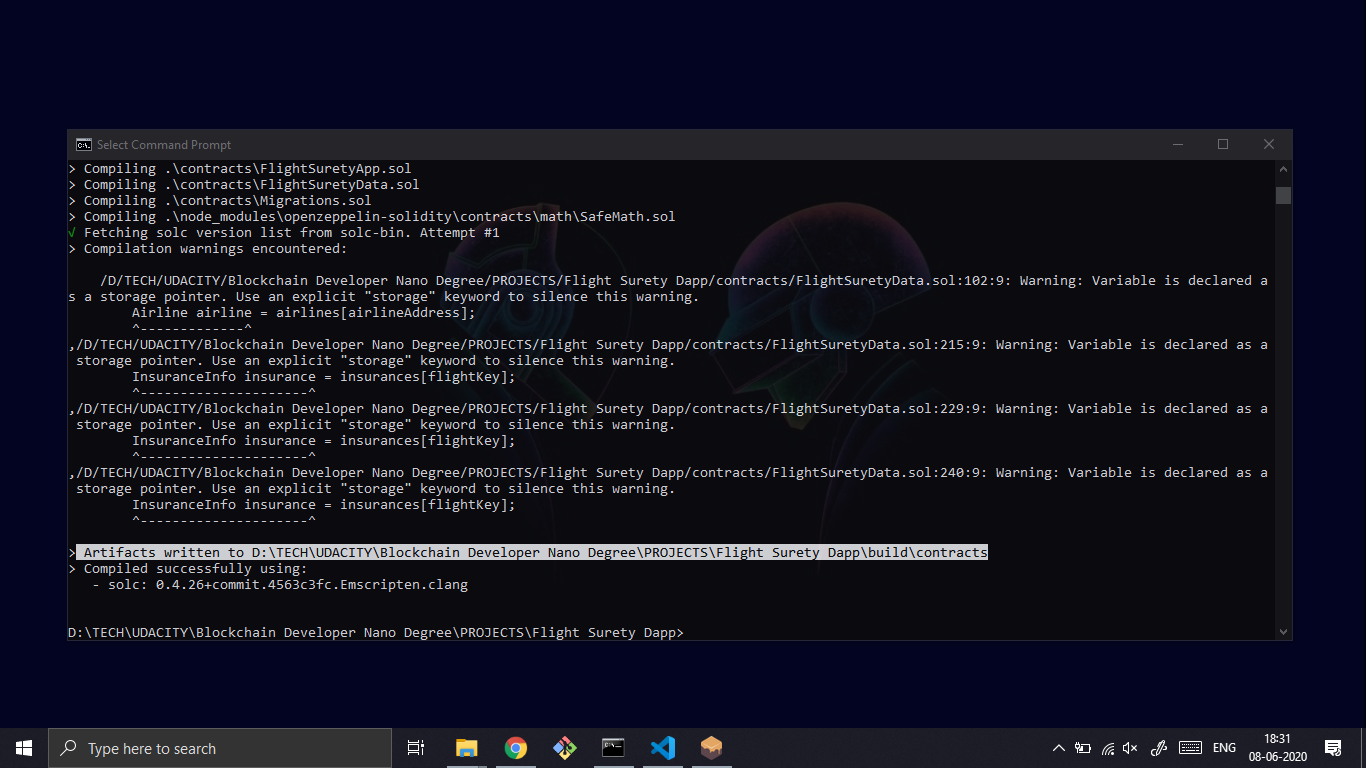 Select Command Prompt
> Compiling .\contracts\FlightSuretyApp.sol
> Compiling .\contracts\FlightSuretyData.sol
> Compiling .\contracts\Migrations.sol
> Compiling .\node_modules\openzeppelin-solidity\contracts\math\SafeMath.sol
√ Fetching solc version list from solc-bin. Attempt #1
> Compilation warnings encountered:
/D/TECH/UDACITY/Blockchain Developer Nano Degree/PROJECTS/Flight Surety Dapp/contracts/FlightSuretyData.sol:102:9: Warning: Variable is declared a
s a storage pointer. Use an explicit "storage" keyword to silence this warning.
Airline airline = airlines[airlineAddress];
^-------------^
,/D/TECH/UDACITY/Blockchain Developer Nano Degree/PROJECTS/Flight Surety Dapp/contracts/FlightSuretyData.sol:215:9: Warning: Variable is declared as a
storage pointer. Use an explicit "storage" keyword to silence this warning.
InsuranceInfo insurance = insurances[flightKey];
^---------------------^
,/D/TECH/UDACITY/Blockchain Developer Nano Degree/PROJECTS/Flight Surety Dapp/contracts/FlightSuretyData.sol:229:9: Warning: Variable is declared as a
storage pointer. Use an explicit "storage" keyword to silence this warning.
InsuranceInfo insurance = insurances[flightKey];
^---------------------^
,/D/TECH/UDACITY/Blockchain Developer Nano Degree/PROJECTS/Flight Surety Dapp/contracts/FlightSuretyData.sol:240:9: Warning: Variable is declared as a
storage pointer. Use an explicit "storage" keyword to silence this warning.
InsuranceInfo insurance = insurances[flightKey];
^---------------------^
> Artifacts written to D:\TECH\UDACITY\Blockchain Developer Nano Degree\PROJECTS\Flight Surety Dapp\build\contracts
> Compiled successfully using:
- solc: 0.4.26+commit.4563c3fc.Emscripten.clang
D:\TECH\UDACITY\Blockchain Developer Nano Degree\PROJECTS\Flight Surety Dapp>
Type here to search
ENG
18:31
08-06-2020